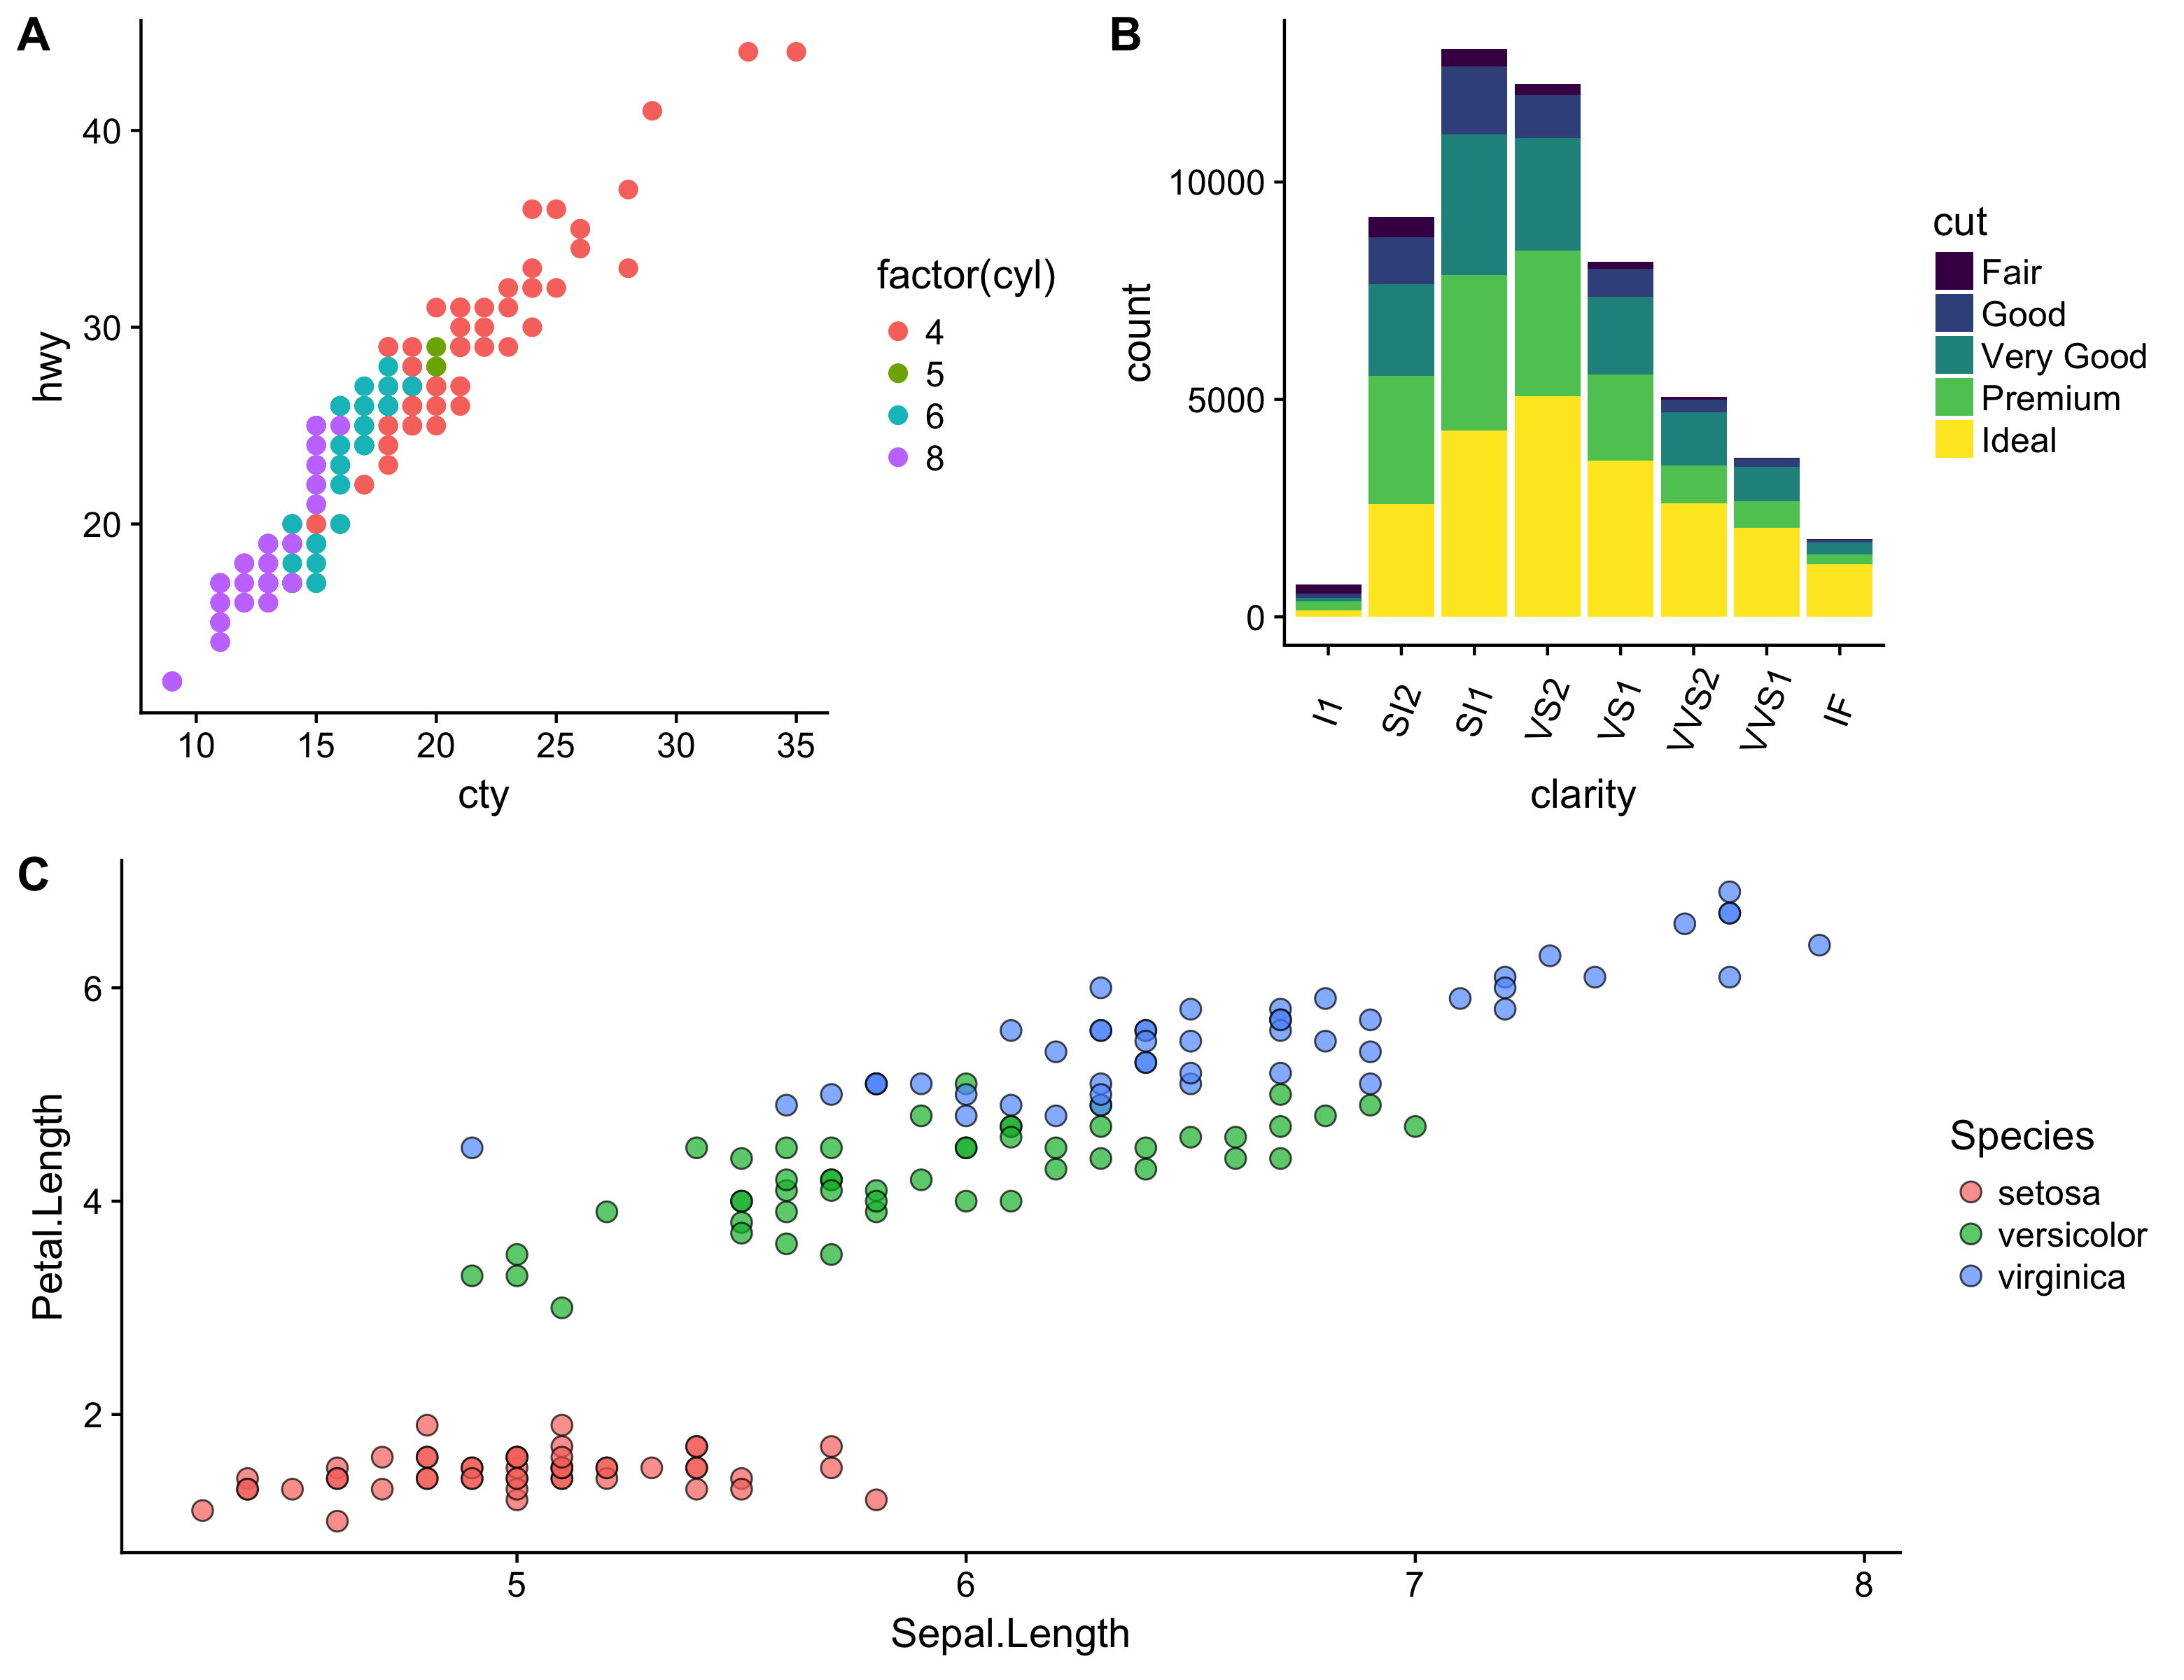 A
hwy
40
30
20
10 15 20 25 30 35
cty
factor(cyl)
4
5
6
8
B
count
10000
5000
0
I1 SI2 SI1 VS2 VS1 VVS2 VVS1 IF
clarity
cut
Fair
Good
Very Good
Premium
Ideal
C
Petal.Length
6
4
2
5 6 7 8
Sepal.Length
Species
setosa
versicolor
virginica